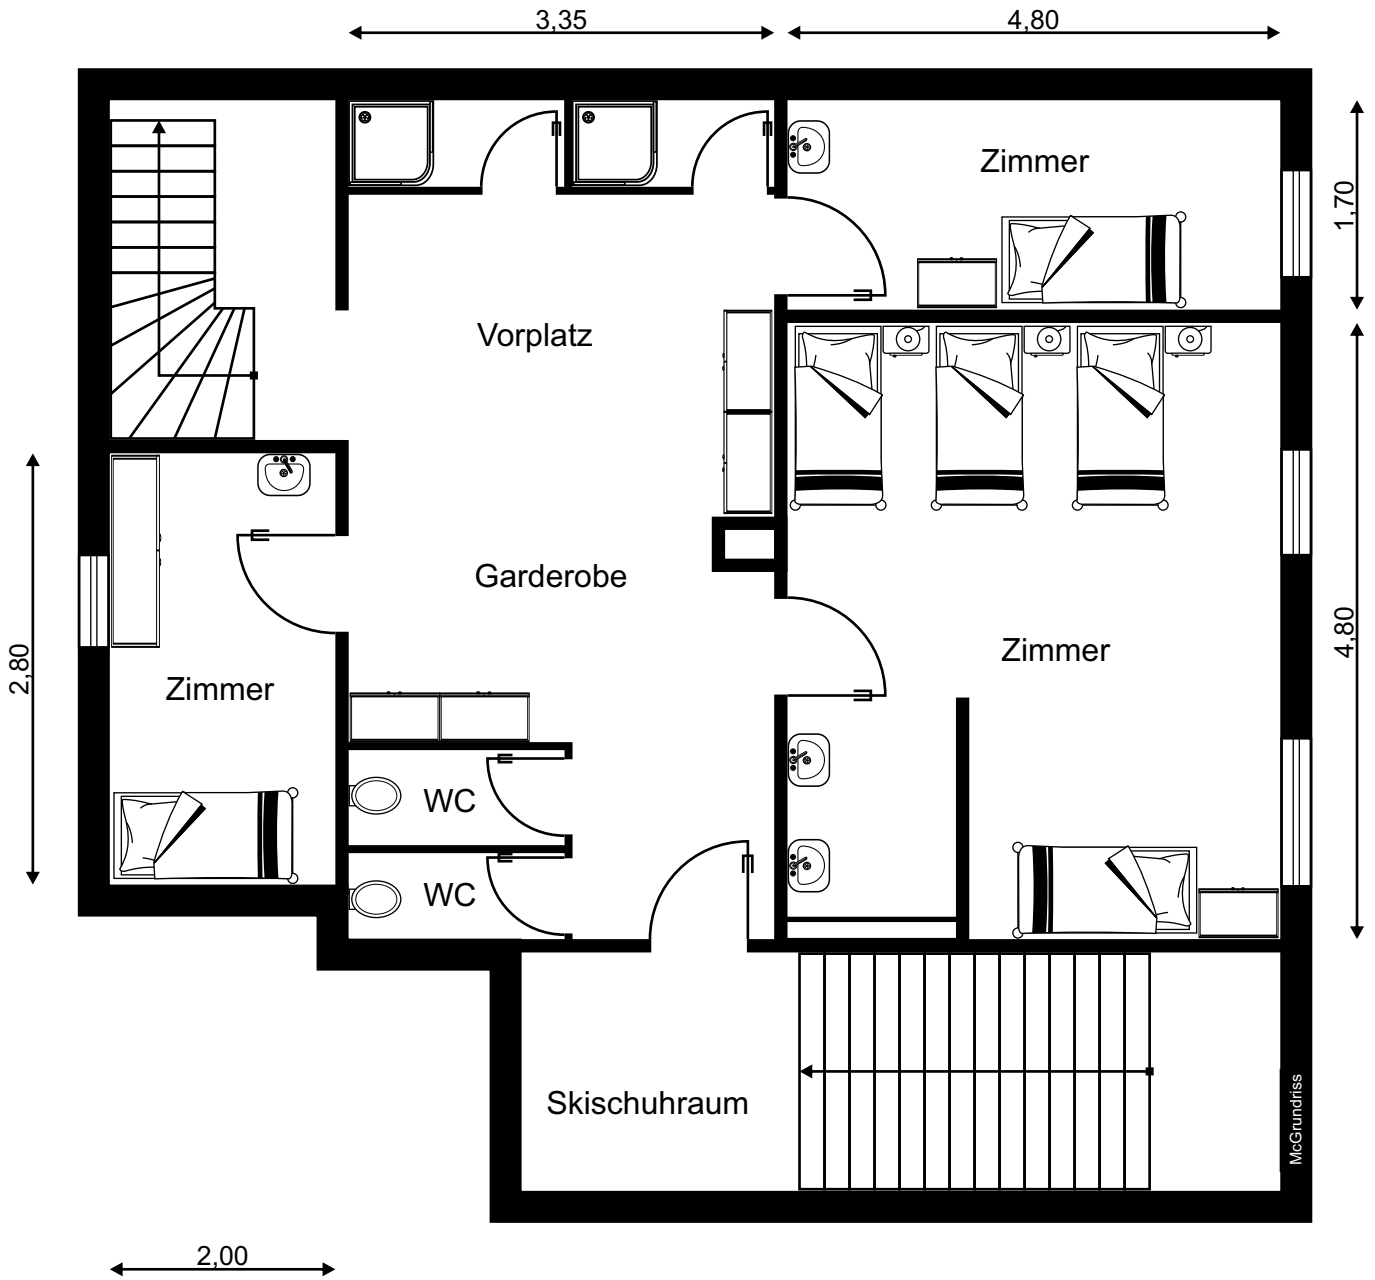 3,35
4,80
Zimmer
1,70
Vorplatz
Garderobe
Zimmer
4,80
2,80
Zimmer
WC
WC
Skischuhraum
McGrundriss
2,00